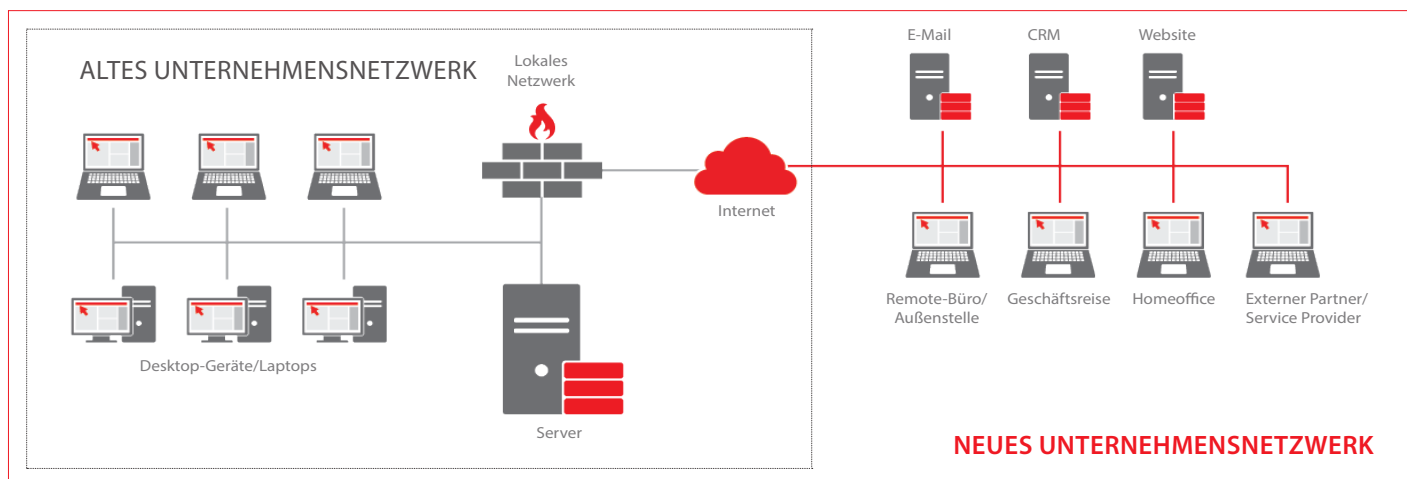 ALTES UNTERNEHMENSNETZWERK
Lokales
Netzwerk
Desktop-Geräte/Laptops
Server
Internet
E-Mail
CRM
Website
Remote-Büro/
Außenstelle
Geschäftsreise
Homeoffice
Externer Partner/
Service Provider
NEUES UNTERNEHMENSNETZWERK